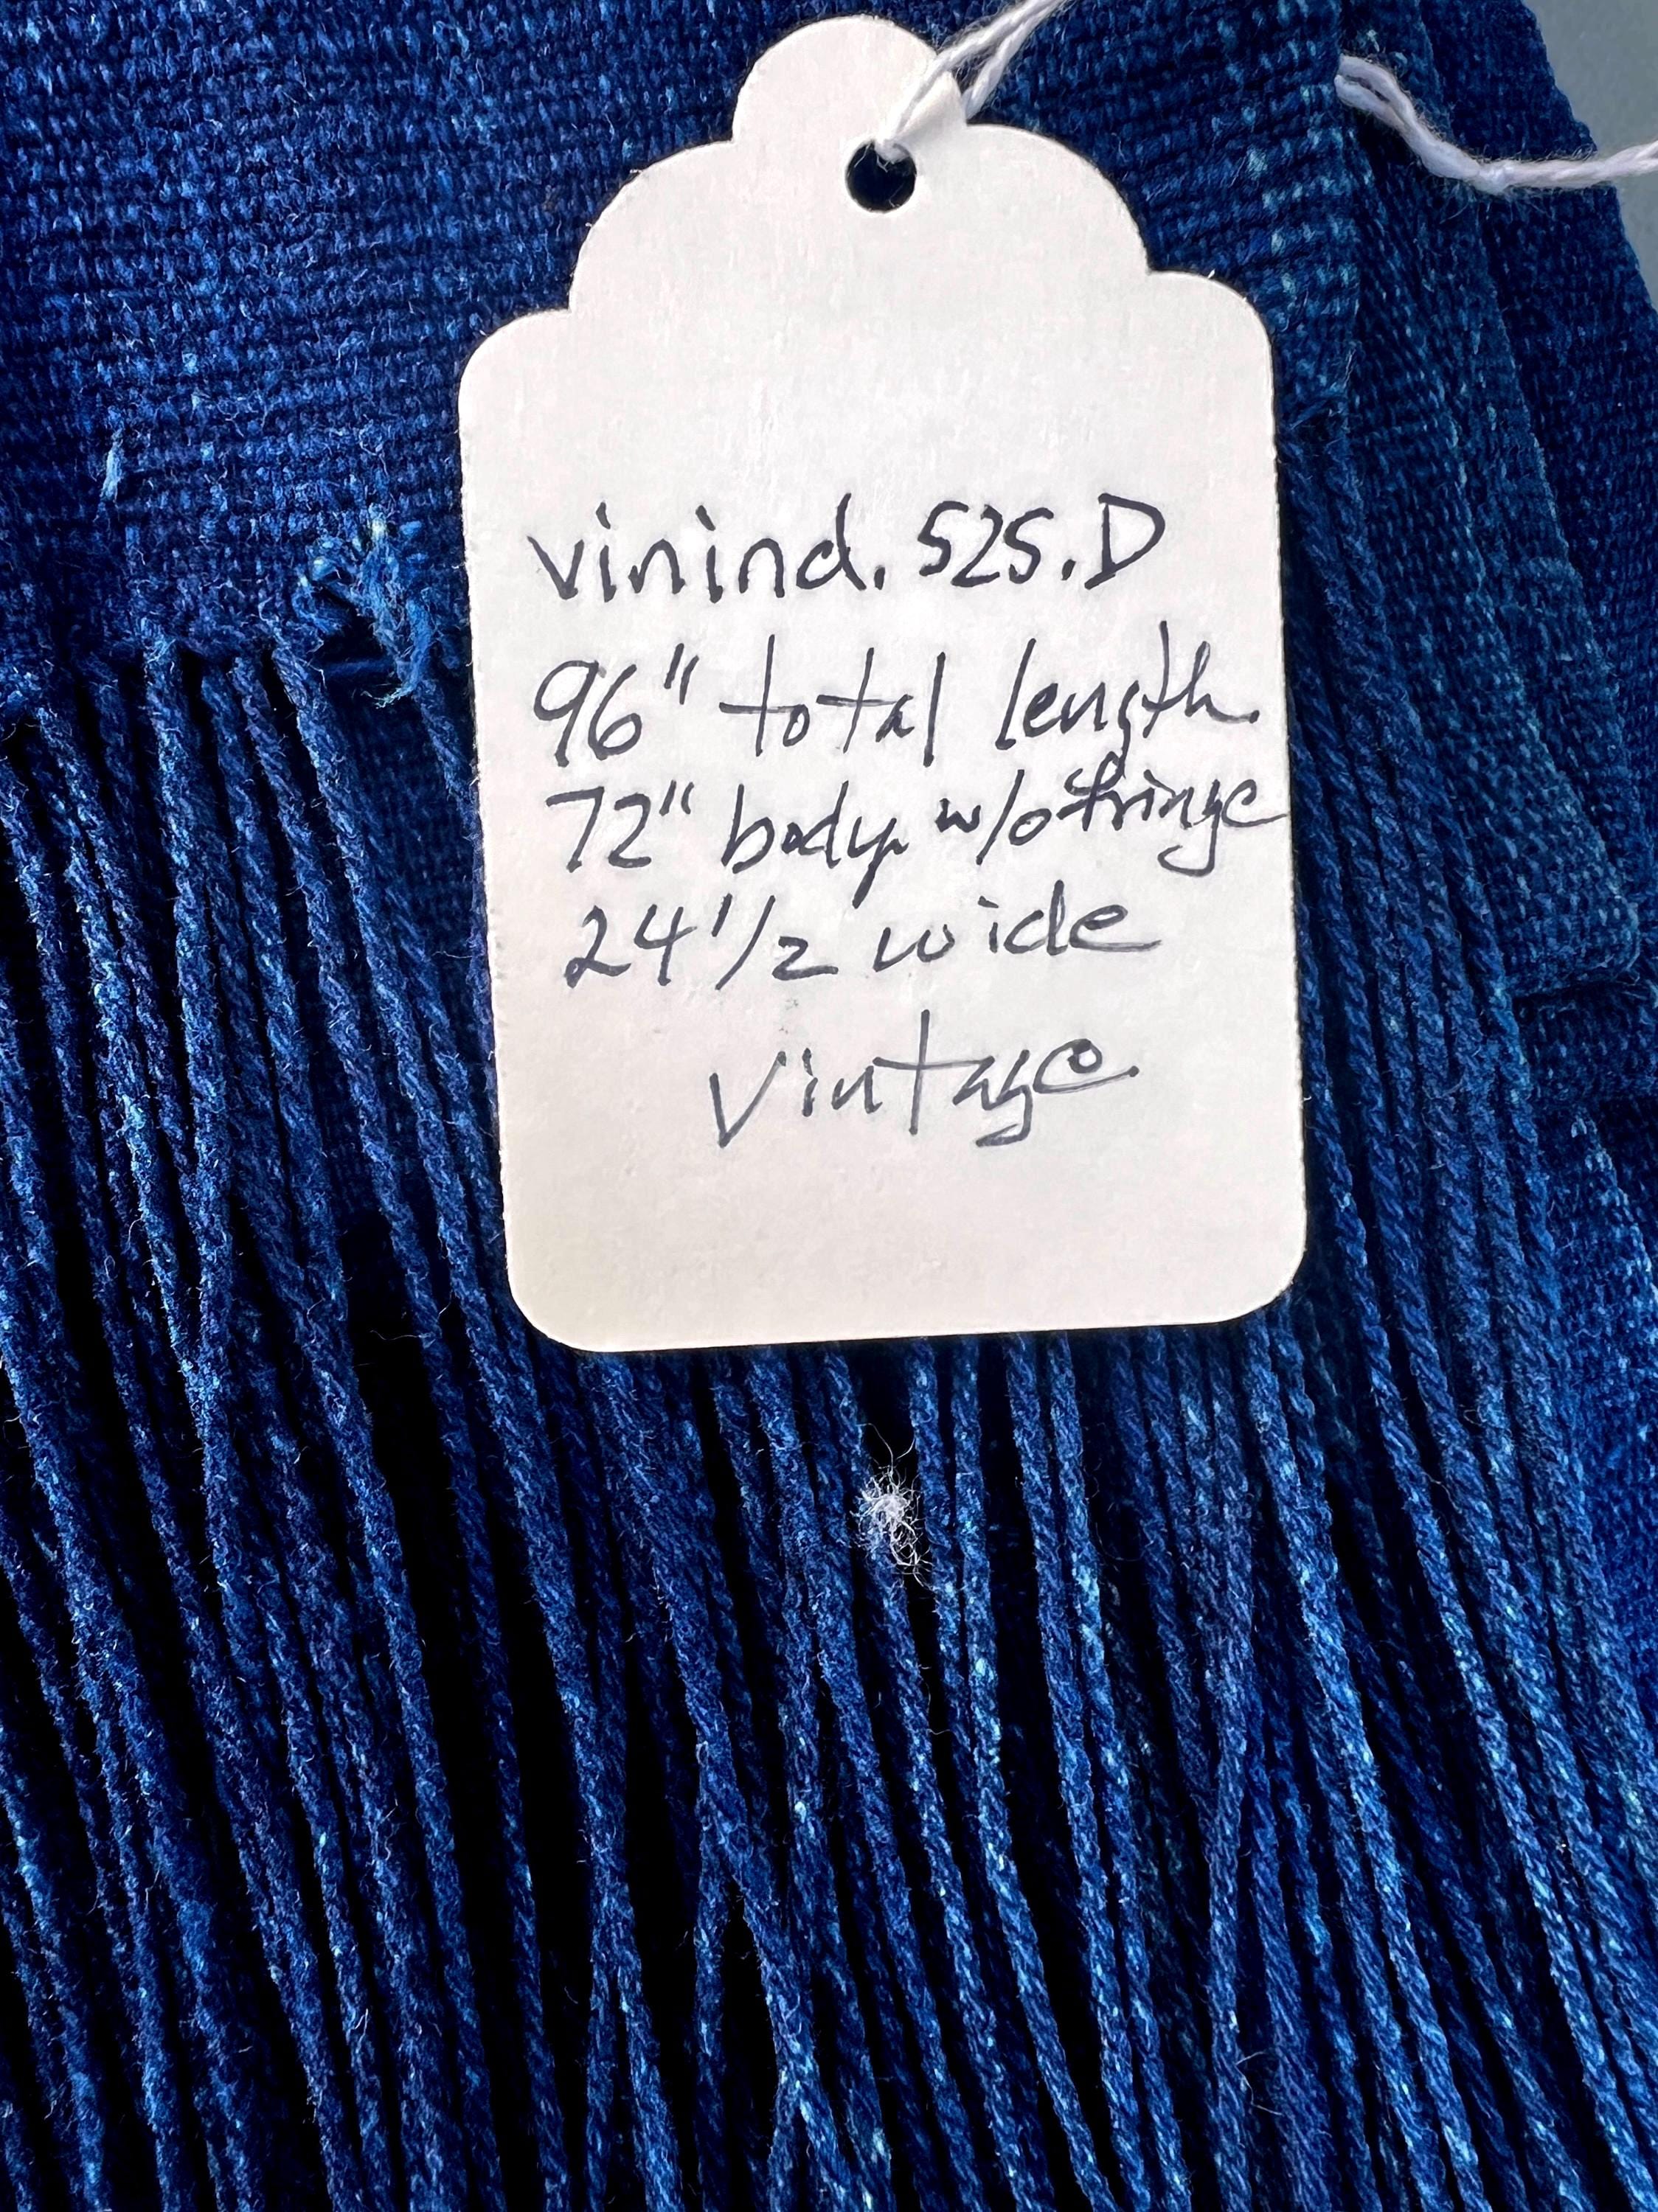 vinind. 525.D
96" total length
72" body w/o fringe
24 1/2 wide
vintage